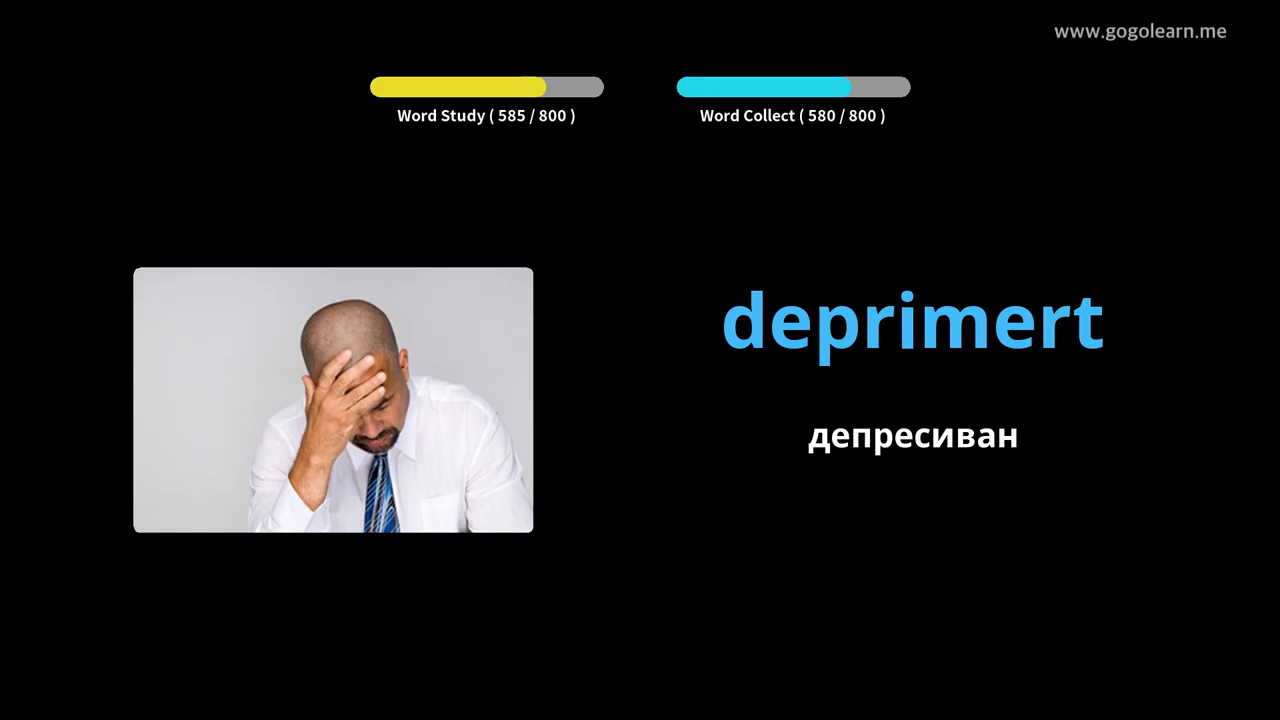 www.gogolearn.me
Word Study ( 585 / 800 )
Word Collect ( 580 / 800 )
deprimert
депресиван